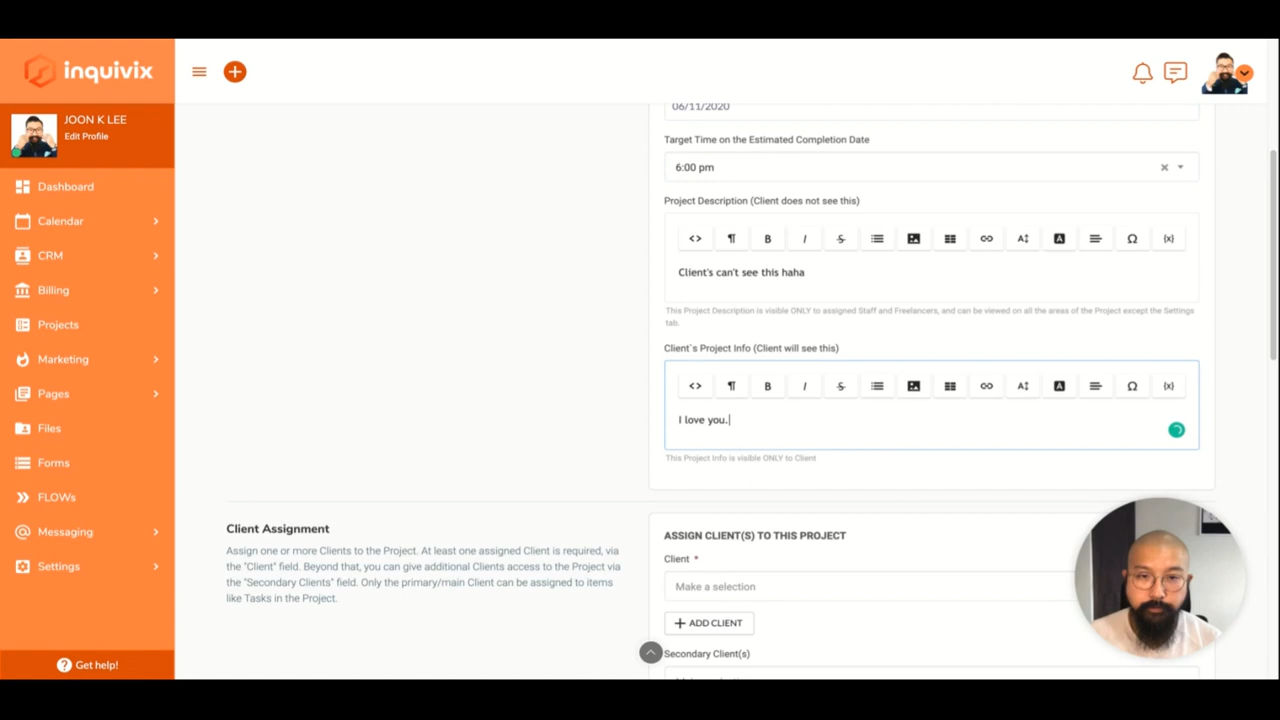 inquivix
JOON K LEE
Edit Profile
Dashboard
Calendar
CRM
Billing
Projects
Marketing
Pages
Files
Forms
FLOWs
Messaging
Settings
Get help!
06/11/2020
Target Time on the Estimated Completion Date
6:00 pm
Project Description (Client does not see this)
Client's can't see this haha
This Project Description is visible ONLY to assigned Staff and Freelancers, and can be viewed on all the areas of the Project except the Settings
tab.
Client`s Project Info (Client will see this)
I love you.
This Project Info is visible ONLY to Client
Client Assignment
Assign one or more Clients to the Project. At least one assigned Client is required, via
the "Client" field. Beyond that, you can give additional Clients access to the Project via
the "Secondary Clients" field. Only the primary/main Client can be assigned to items
like Tasks in the Project.
ASSIGN CLIENT(S) TO THIS PROJECT
Client *
Make a selection
+ ADD CLIENT
Secondary Client(s)